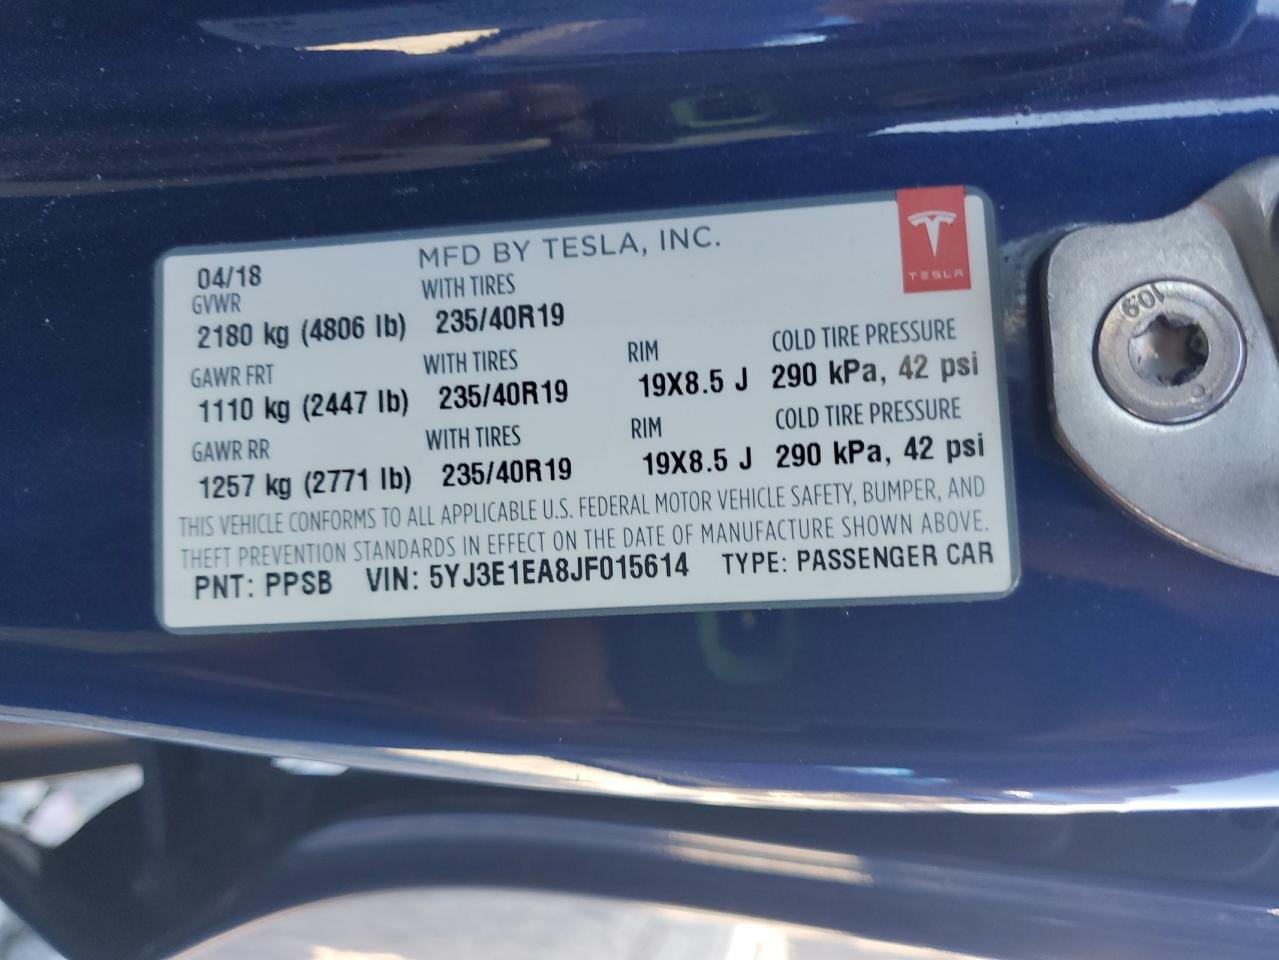 MFD BY TESLA, INC.
TESLA
04/18
GVWR WITH TIRES
2180 kg (4806 lb) 235/40R19
GAWR FRT WITH TIRES RIM COLD TIRE PRESSURE
1110 kg (2447 lb) 235/40R19 19X8.5 J 290 kPa, 42 psi
GAWR RR WITH TIRES RIM COLD TIRE PRESSURE
1257 kg (2771 lb) 235/40R19 19X8.5 J 290 kPa, 42 psi
THIS VEHICLE CONFORMS TO ALL APPLICABLE U.S. FEDERAL MOTOR VEHICLE SAFETY, BUMPER, AND
THEFT PREVENTION STANDARDS IN EFFECT ON THE DATE OF MANUFACTURE SHOWN ABOVE.
PNT: PPSB VIN: 5YJ3E1EA8JF015614 TYPE: PASSENGER CAR